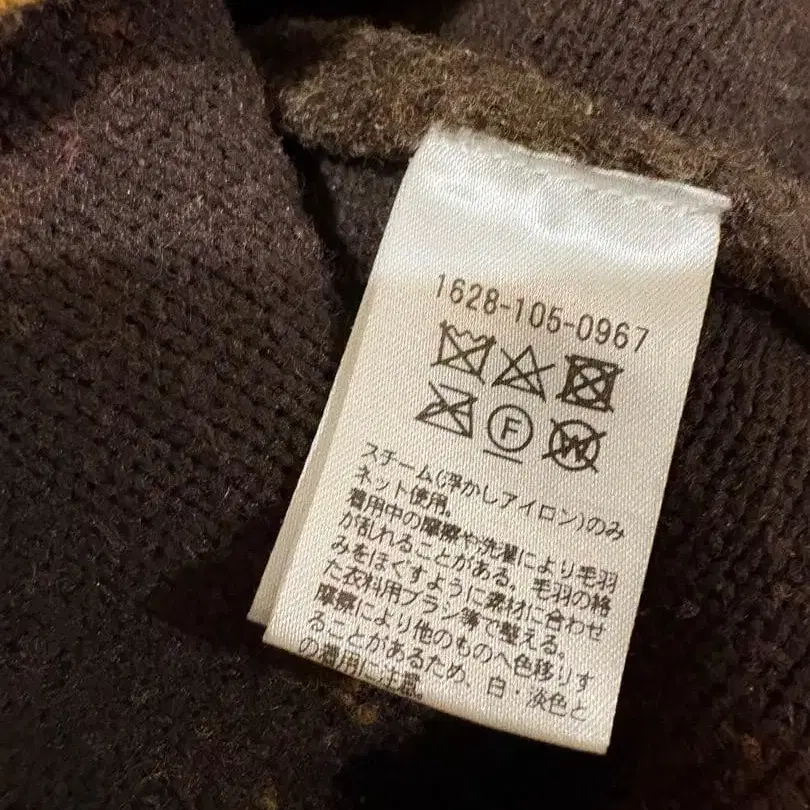 1628-105-0967
F
W
スチーム(浮かしアイロン)のみ
ネット使用。
着用中の摩擦や洗濯により毛羽
が乱れることがある。毛羽の絡
みをほぐすように素材に合わせ
た衣料用ブラシ等で整える。
摩擦により他のものへ色移りす
ることがあるため、白・淡色と
の着用に注意。